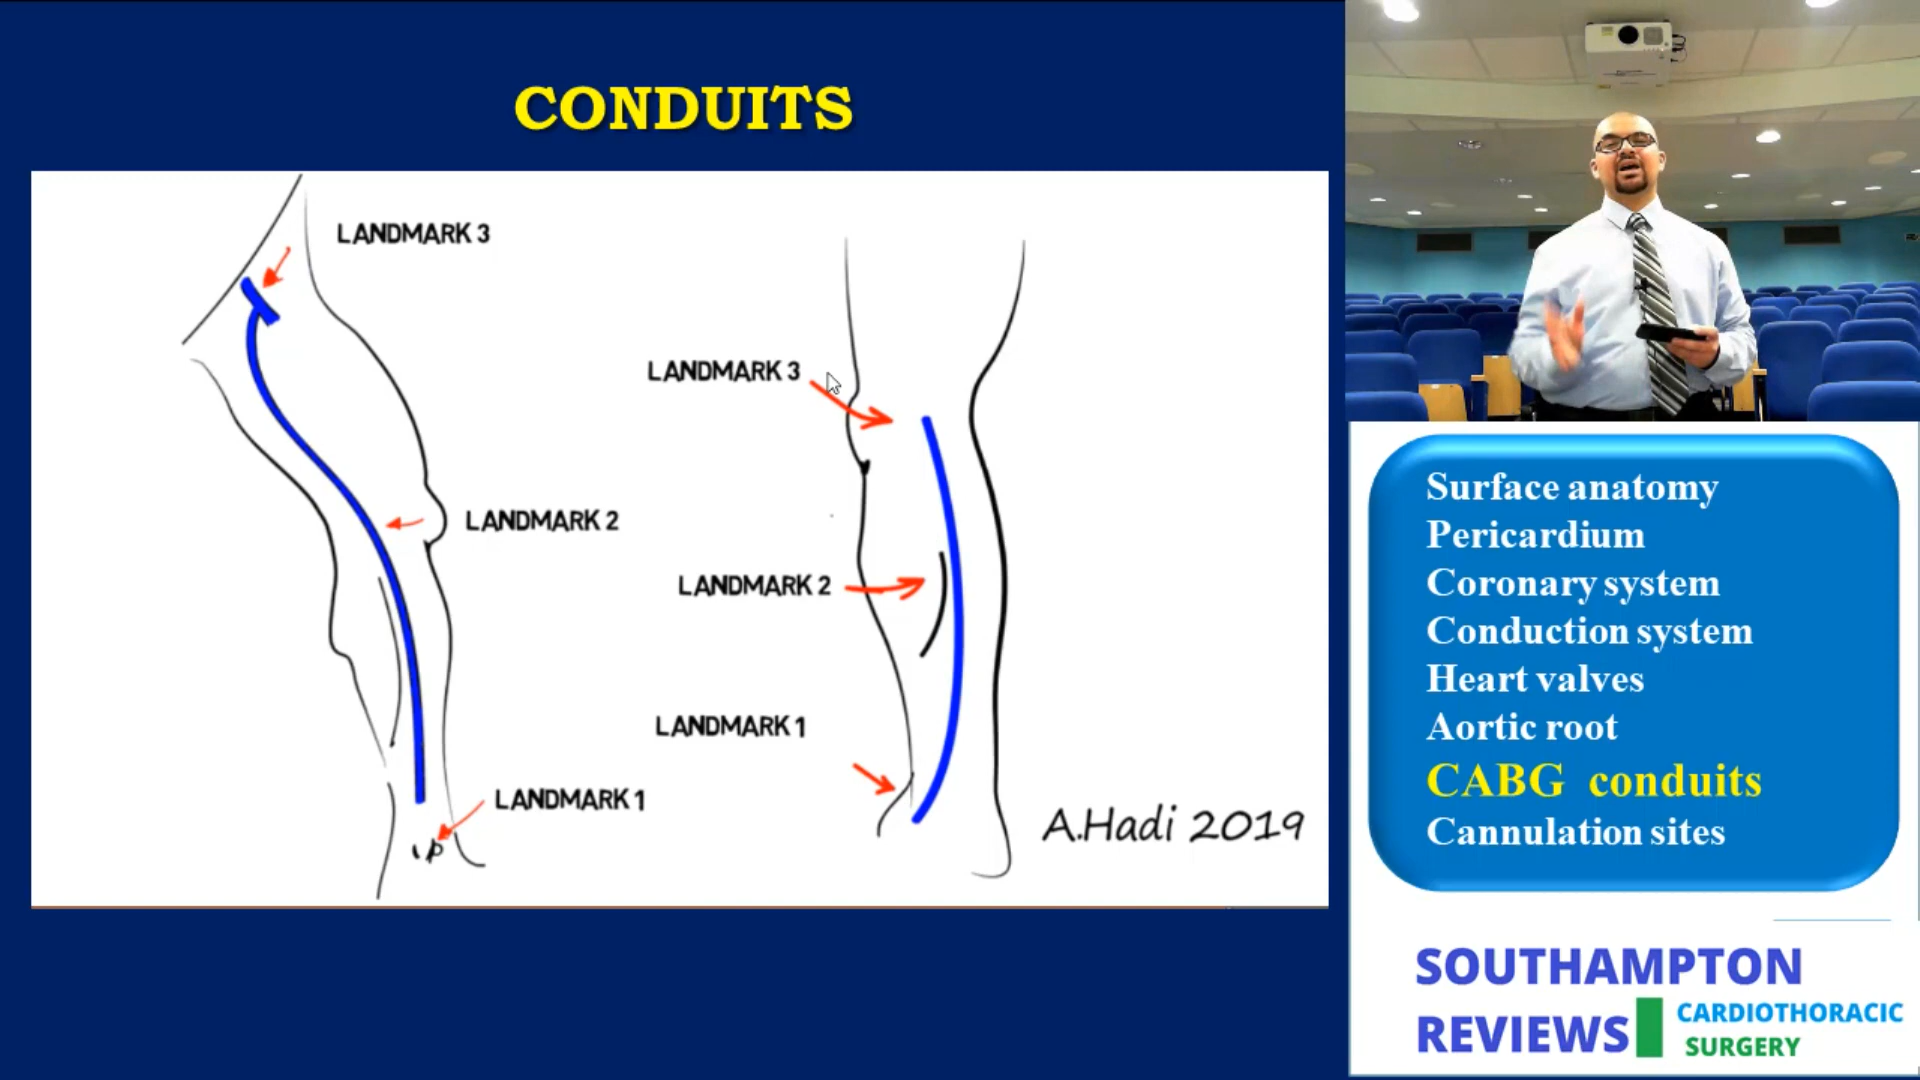 CONDUITS
LANDMARK 3
LANDMARK 2
LANDMARK 1
LANDMARK 3
LANDMARK 2
LANDMARK 1
A.Hadi 2019
Surface anatomy
Pericardium
Coronary system
Conduction system
Heart valves
Aortic root
CABG conduits
Cannulation sites
SOUTHAMPTON
REVIEWS
CARDIOTHORACIC
SURGERY